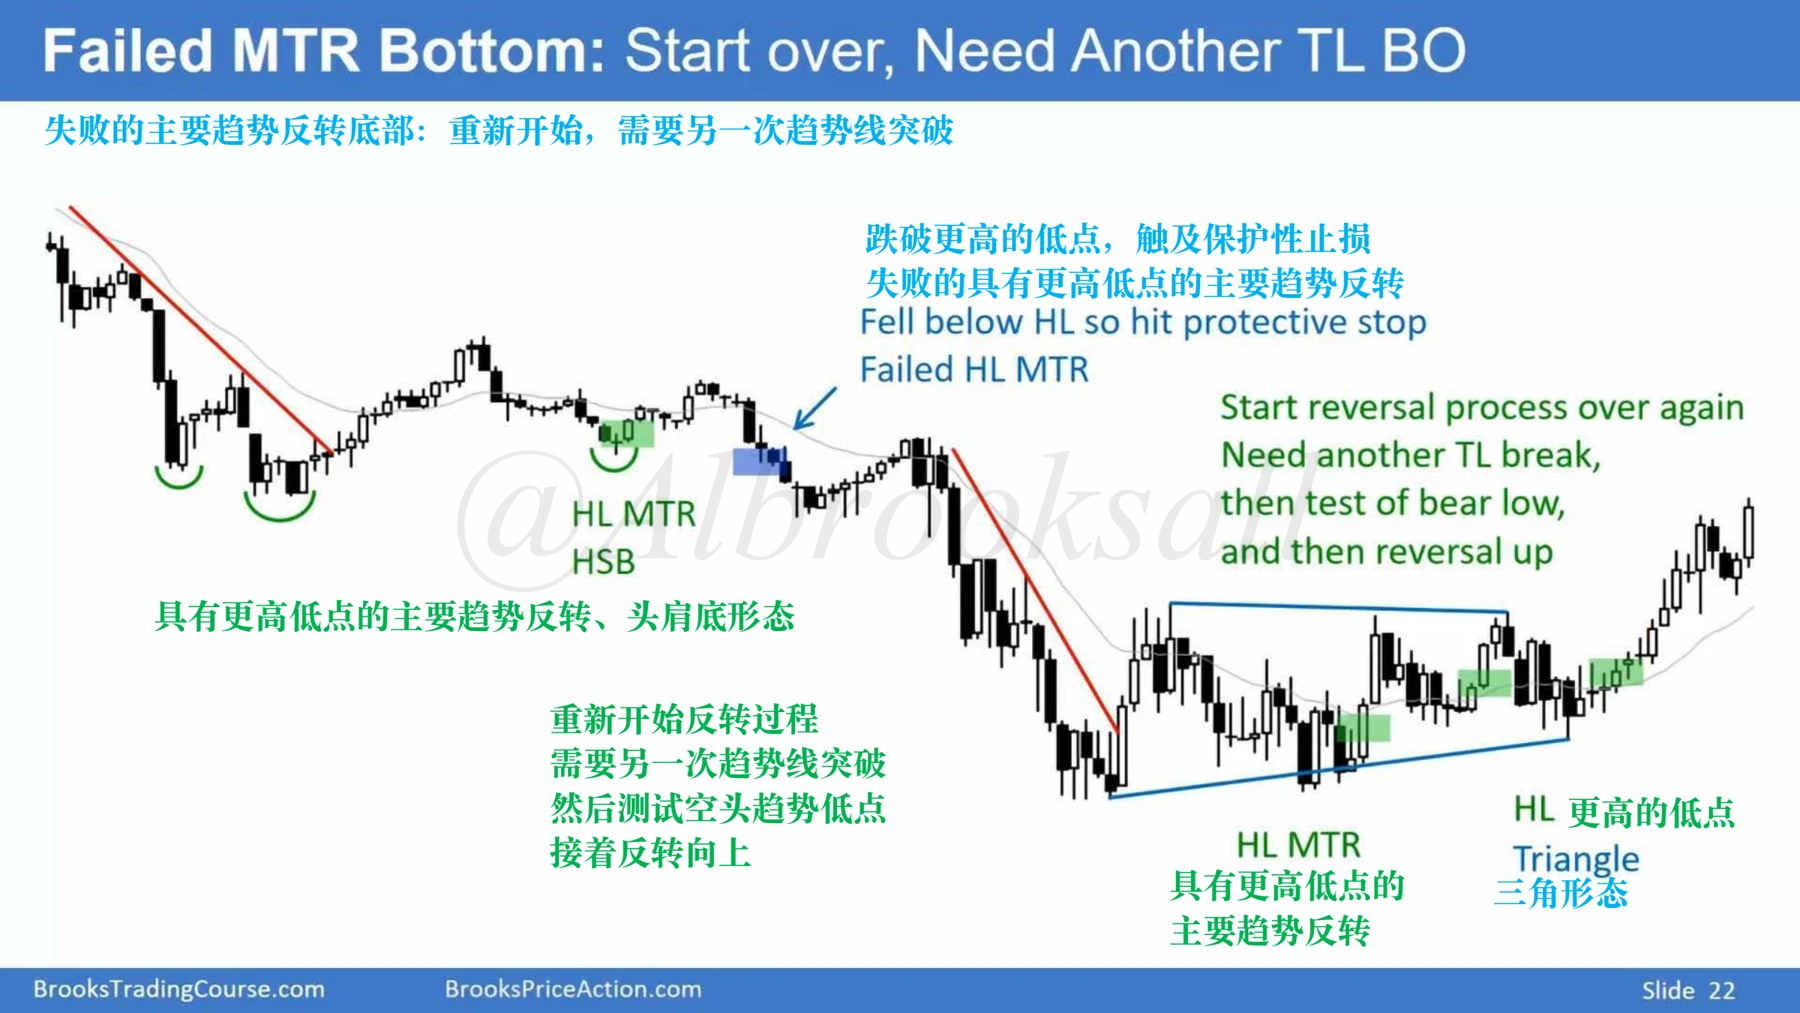 Failed MTR Bottom: Start over, Need Another TL BO
失败的主要趋势反转底部：重新开始，需要另一次趋势线突破
跌破更高的低点，触及保护性止损
失败的具有更高低点的主要趋势反转
Fell below HL so hit protective stop
Failed HL MTR
Start reversal process over again
Need another TL break,
then test of bear low,
and then reversal up
@Albrooksall
HL MTR
HSB
具有更高低点的主要趋势反转、头肩底形态
重新开始反转过程
需要另一次趋势线突破
然后测试空头趋势低点
接着反转向上
HL 更高的低点
Triangle
三角形态
HL MTR
具有更高低点的
主要趋势反转
BrooksTradingCourse.com
BrooksPriceAction.com
Slide 22